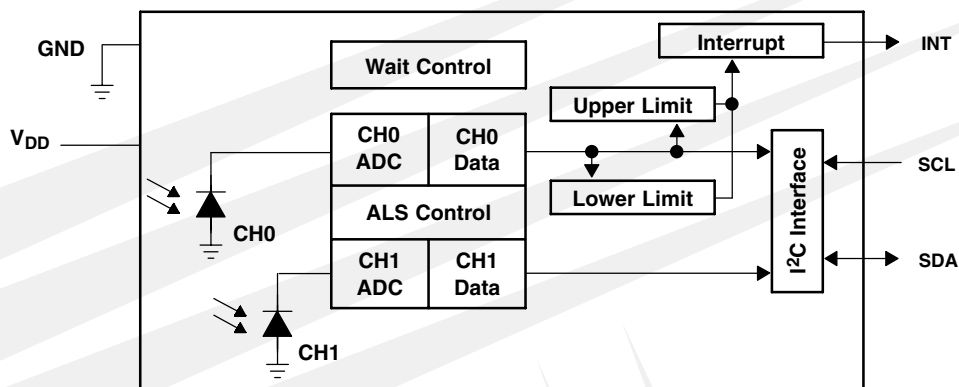 GND
VDD
Wait Control
Interrupt
INT
Upper Limit
CH0
ADC
CH0
Data
Lower Limit
ALS Control
CH0
CH1
ADC
CH1
Data
CH1
I²C Interface
SCL
SDA